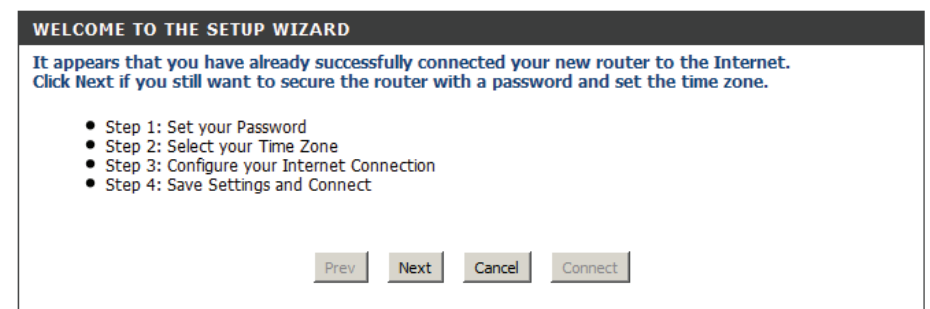 WELCOME TO THE SETUP WIZARD
It appears that you have already successfully connected your new router to the Internet.
Click Next if you still want to secure the router with a password and set the time zone.
• Step 1: Set your Password
• Step 2: Select your Time Zone
• Step 3: Configure your Internet Connection
• Step 4: Save Settings and Connect
Prev Next Cancel Connect